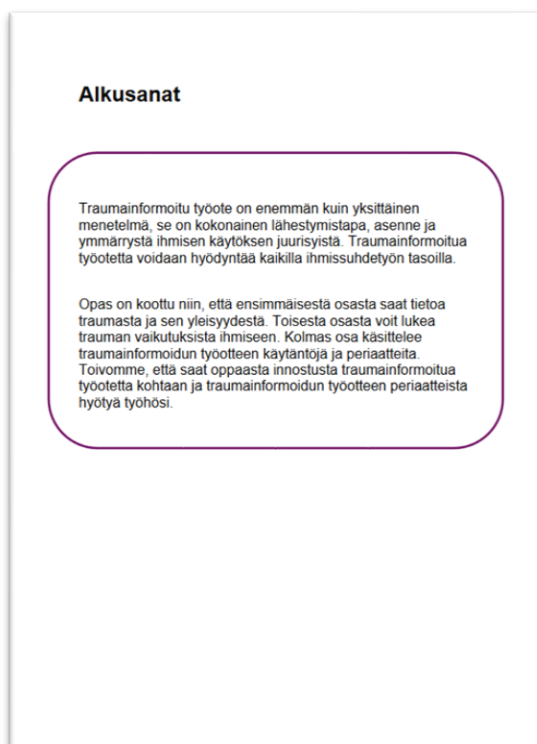 Alkusanat
Traumainformoitu työote on enemmän kuin yksittäinen
menetelmä, se on kokonainen lähestymistapa, asenne ja
ymmärrystä ihmisen käytöksen juurisyistä. Traumainformoitua
työotetta voidaan hyödyntää kaikilla ihmissuhdetyön tasoilla.
Opas on koottu niin, että ensimmäisestä osasta saat tietoa
traumasta ja sen yleisyydestä. Toisesta osasta voit lukea
trauman vaikutuksista ihmiseen. Kolmas osa käsittelee
traumainformoidun työotteen käytäntöjä ja periaatteita.
Toivomme, että saat oppaasta innostusta traumainformoitua
työotetta kohtaan ja traumainformoidun työotteen periaatteista
hyötyä työhösi.